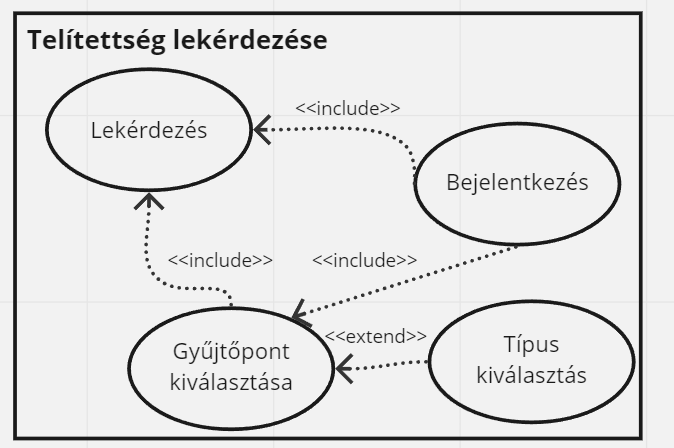 Telítettség lekérdezése
<<include>>
Lekérdezés
Bejelentkezés
<<include>>
<<include>>
<<extend>>
Gyűjtőpont
kiválasztása
Típus
kiválasztás